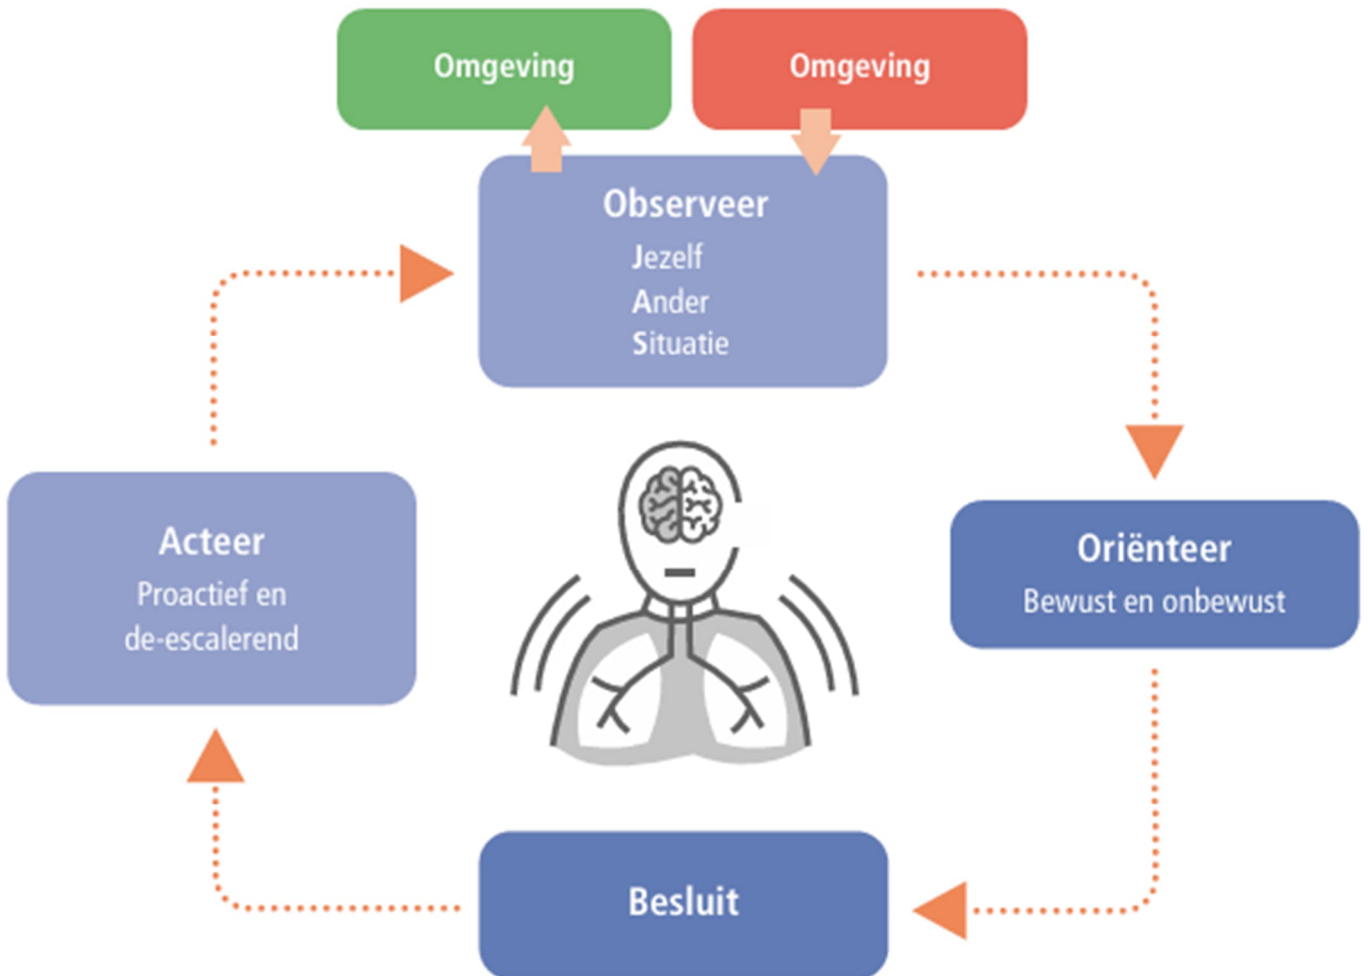 Omgeving
Omgeving
Observeer
Jezelf
Ander
Situatie
Acteer
Proactief en
de-escalerend
Oriënteer
Bewust en onbewust
Besluit